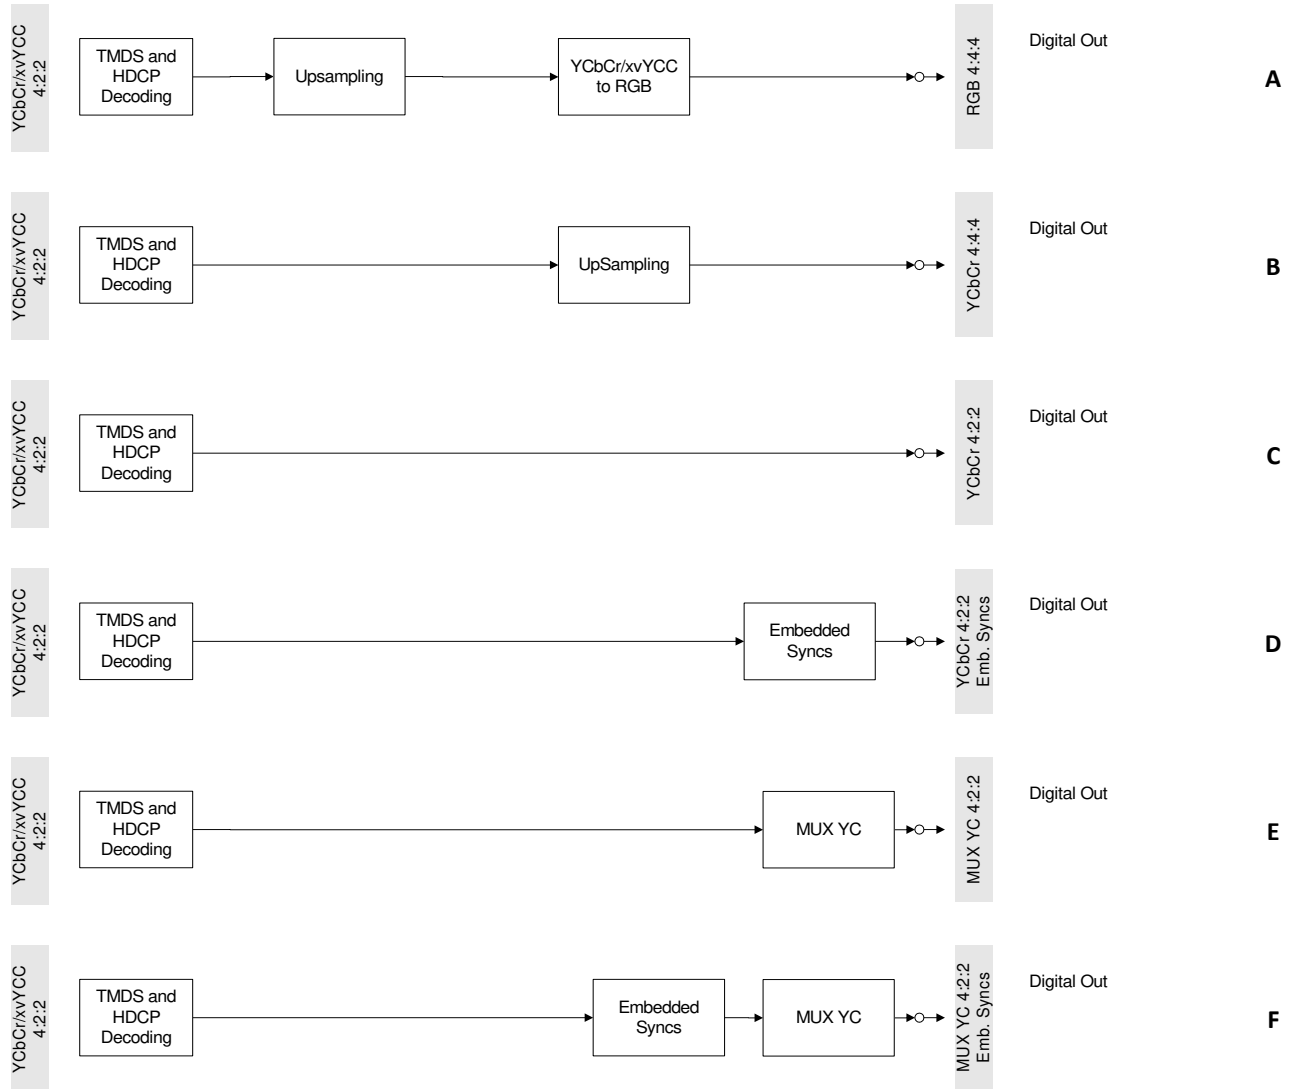 YCbCr/xvYCC
4:2:2
TMDS and
HDCP
Decoding
Upsampling
YCbCr/xvYCC
to RGB
RGB 4:4:4
Digital Out
A
YCbCr/xvYCC
4:2:2
TMDS and
HDCP
Decoding
UpSampling
YCbCr 4:4:4
Digital Out
B
YCbCr/xvYCC
4:2:2
TMDS and
HDCP
Decoding
YCbCr 4:2:2
Digital Out
C
YCbCr/xvYCC
4:2:2
TMDS and
HDCP
Decoding
Embedded
Syncs
YCbCr 4:2:2
Emb. Syncs
Digital Out
D
YCbCr/xvYCC
4:2:2
TMDS and
HDCP
Decoding
MUX YC
MUX YC 4:2:2
Digital Out
E
YCbCr/xvYCC
4:2:2
TMDS and
HDCP
Decoding
Embedded
Syncs
MUX YC
MUX YC 4:2:2
Emb. Syncs
Digital Out
F